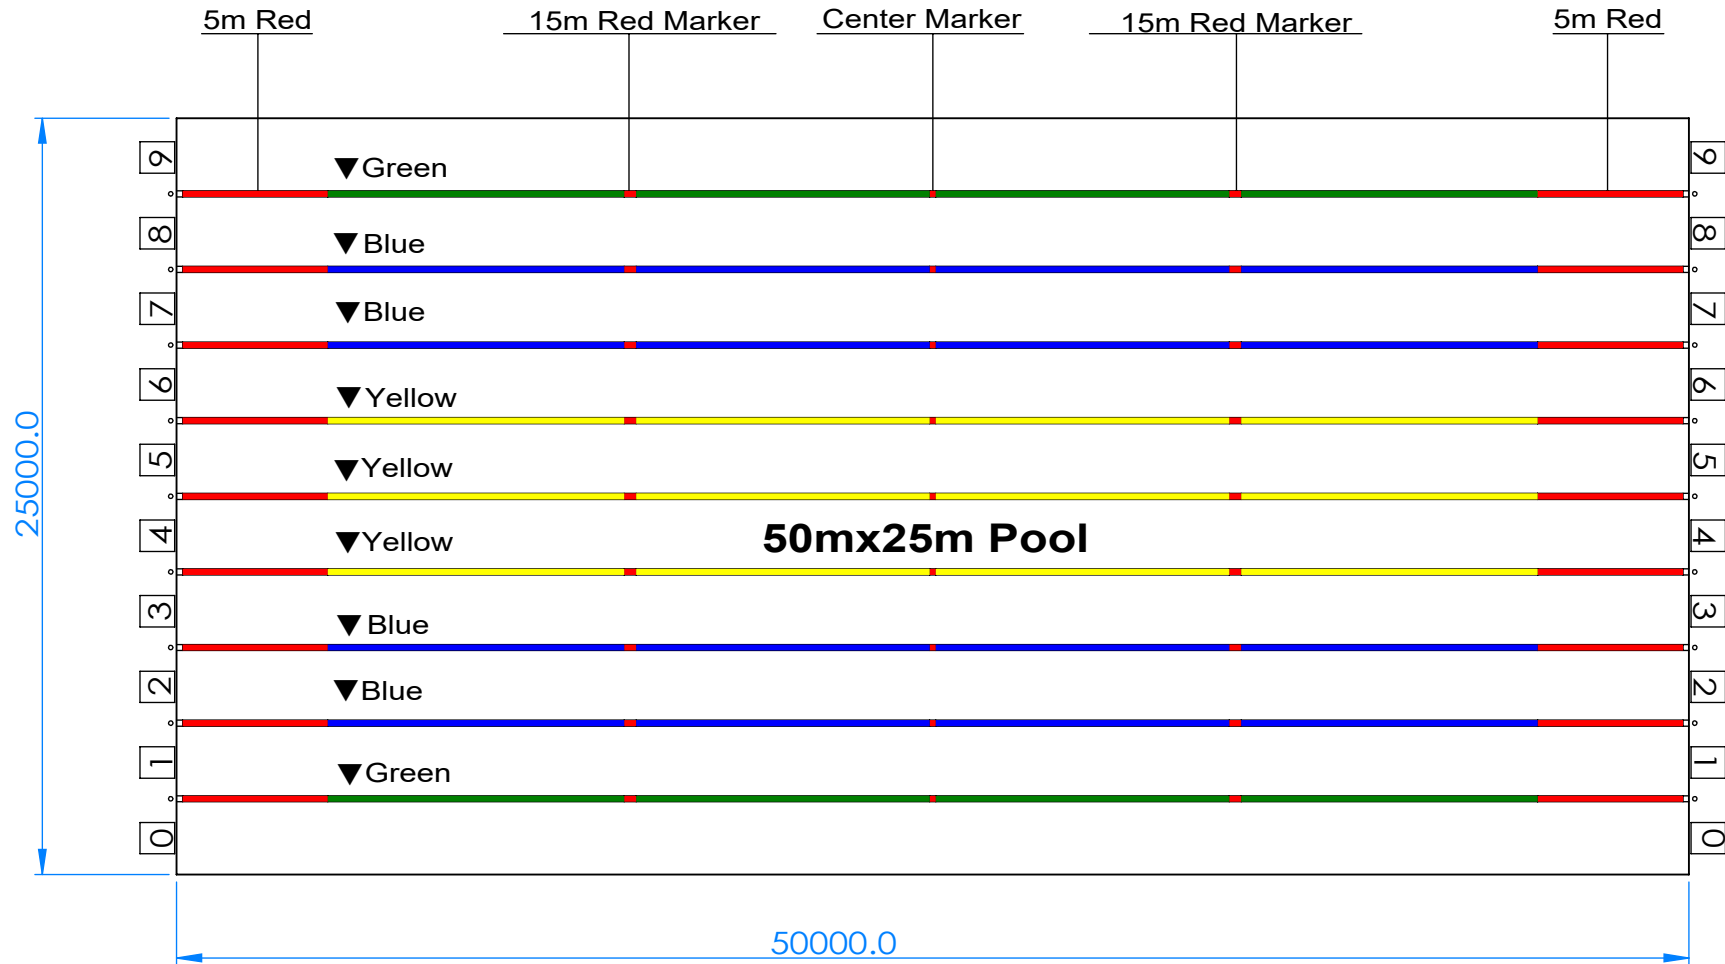 5m Red
15m Red Marker
Center Marker
15m Red Marker
5m Red
9
Green
9
8
Blue
8
7
Blue
7
6
Yellow
6
5
Yellow
5
4
Yellow
50mx25m Pool
4
3
Blue
3
2
Blue
2
1
Green
1
0
0
25000.0
50000.0